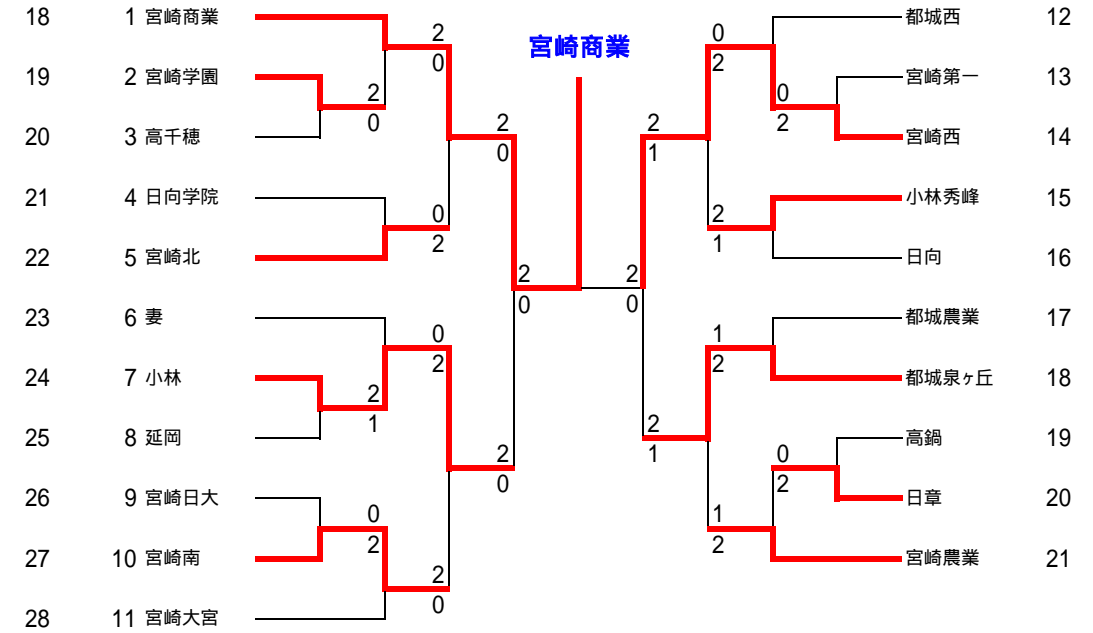 18 1 宮崎商業 2 0 都城西 12
宮崎商業
19 2 宮崎学園 0 2 宮崎第一 13
2 0
0 2
20 3 高千穂 2 2 宮崎西 14
0 1
21 4 日向学院 小林秀峰 15
0 2
22 5 宮崎北 2 1 日向 16
2 2
0 0
23 6 妻 都城農業 17
0 1
24 7 小林 2 2 都城泉ヶ丘 18
2
1
25 8 延岡 2 高鍋 19
2 1 0
26 9 宮崎日大 0 2 日章 20
0 1
27 10 宮崎南 2 2 宮崎農業 21
2
0
28 11 宮崎大宮